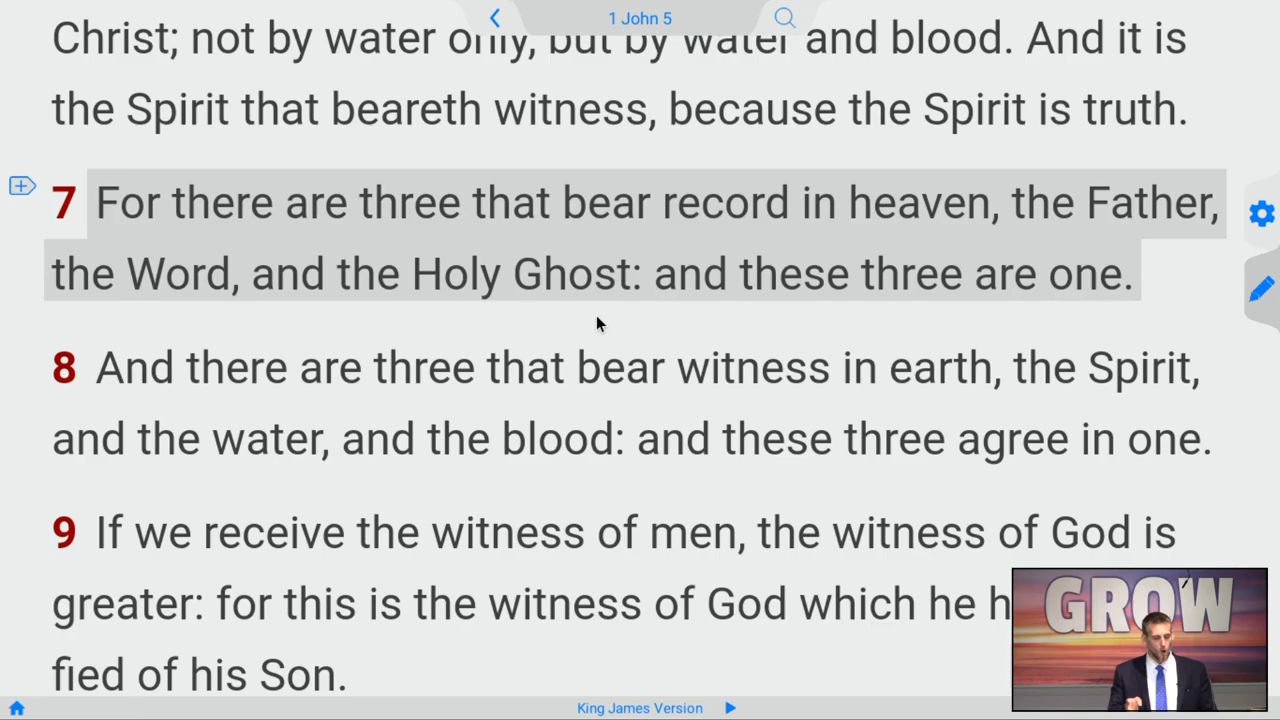 1 John 5
Christ; not by water only, but by water and blood. And it is
the Spirit that beareth witness, because the Spirit is truth.
7 For there are three that bear record in heaven, the Father,
the Word, and the Holy Ghost: and these three are one.
8 And there are three that bear witness in earth, the Spirit,
and the water, and the blood: and these three agree in one.
9 If we receive the witness of men, the witness of God is
greater: for this is the witness of God which he h
fied of his Son.
GROW
King James Version